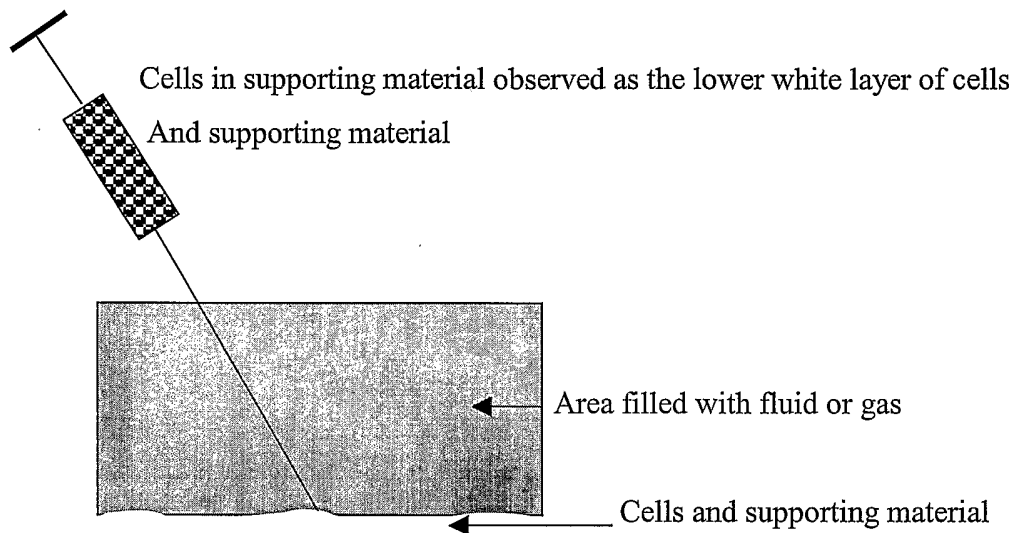 Cells in supporting material observed as the lower white layer of cells
And supporting material
Area filled with fluid or gas
Cells and supporting material